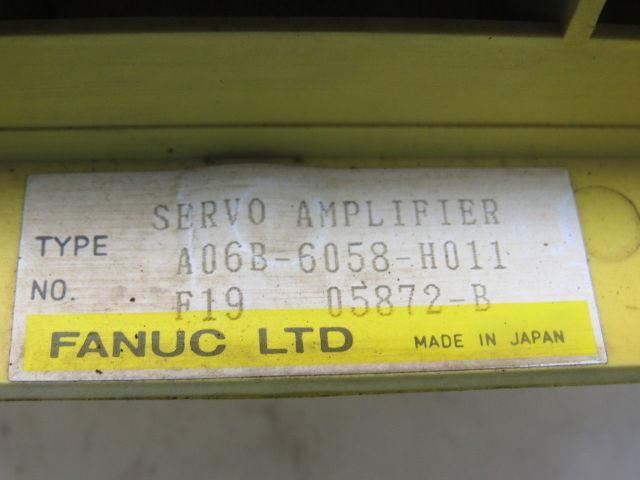 SERVO AMPLIFIER
TYPE A06B-6058-H011
NO. F19 05872-B
FANUC LTD MADE IN JAPAN